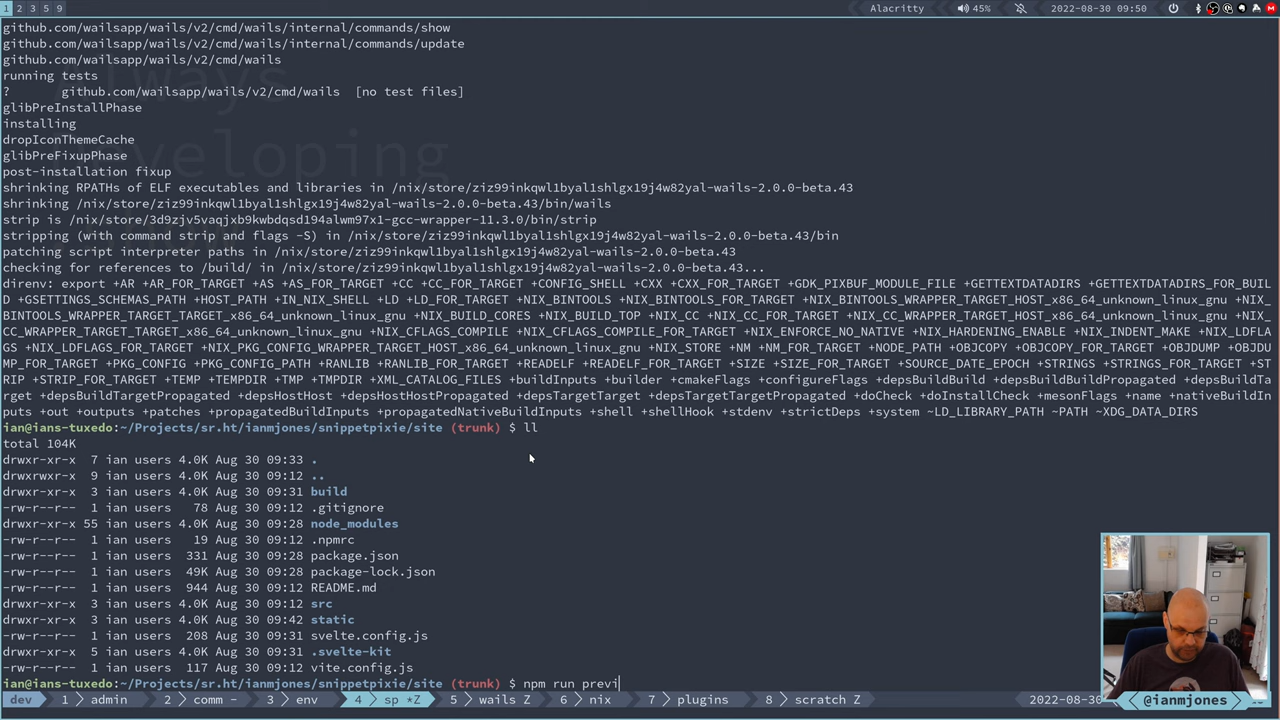 1 2 3 5 9 Alacritty 45% 2022-08-30 09:50
github.com/wailsapp/wails/v2/cmd/wails/internal/commands/show
github.com/wailsapp/wails/v2/cmd/wails/internal/commands/update
github.com/wailsapp/wails/v2/cmd/wails
running tests
?       github.com/wailsapp/wails/v2/cmd/wails  [no test files]
glibPreInstallPhase
installing
dropIconThemeCache
glibPreFixupPhase
post-installation fixup
shrinking RPATHs of ELF executables and libraries in /nix/store/ziz99inkqwl1byal1shlgx19j4w82yal-wails-2.0.0-beta.43
shrinking /nix/store/ziz99inkqwl1byal1shlgx19j4w82yal-wails-2.0.0-beta.43/bin/wails
strip is /nix/store/3d9zjv5vaqjxb9kwbdqsd194alwm97x1-gcc-wrapper-11.3.0/bin/strip
stripping (with command strip and flags -S) in /nix/store/ziz99inkqwl1byal1shlgx19j4w82yal-wails-2.0.0-beta.43/bin
patching script interpreter paths in /nix/store/ziz99inkqwl1byal1shlgx19j4w82yal-wails-2.0.0-beta.43
checking for references to /build/ in /nix/store/ziz99inkqwl1byal1shlgx19j4w82yal-wails-2.0.0-beta.43...
direnv: export +AR +AR_FOR_TARGET +AS +AS_FOR_TARGET +CC +CC_FOR_TARGET +CONFIG_SHELL +CXX +CXX_FOR_TARGET +GDK_PIXBUF_MODULE_FILE +GETTEXTDATADIRS +GETTEXTDATADIRS_FOR_BUIL
D +GSETTINGS_SCHEMAS_PATH +HOST_PATH +IN_NIX_SHELL +LD +LD_FOR_TARGET +NIX_BINTOOLS +NIX_BINTOOLS_FOR_TARGET +NIX_BINTOOLS_WRAPPER_TARGET_HOST_x86_64_unknown_linux_gnu +NIX_
BINTOOLS_WRAPPER_TARGET_TARGET_x86_64_unknown_linux_gnu +NIX_BUILD_CORES +NIX_BUILD_TOP +NIX_CC +NIX_CC_FOR_TARGET +NIX_CC_WRAPPER_TARGET_HOST_x86_64_unknown_linux_gnu +NIX_
CC_WRAPPER_TARGET_TARGET_x86_64_unknown_linux_gnu +NIX_CFLAGS_COMPILE +NIX_CFLAGS_COMPILE_FOR_TARGET +NIX_ENFORCE_NO_NATIVE +NIX_HARDENING_ENABLE +NIX_INDENT_MAKE +NIX_LDFLA
GS +NIX_LDFLAGS_FOR_TARGET +NIX_PKG_CONFIG_WRAPPER_TARGET_HOST_x86_64_unknown_linux_gnu +NIX_STORE +NM +NM_FOR_TARGET +NODE_PATH +OBJCOPY +OBJCOPY_FOR_TARGET +OBJDUMP +OBJDU
MP_FOR_TARGET +PKG_CONFIG +PKG_CONFIG_PATH +RANLIB +RANLIB_FOR_TARGET +READELF +READELF_FOR_TARGET +SIZE +SIZE_FOR_TARGET +SOURCE_DATE_EPOCH +STRINGS +STRINGS_FOR_TARGET +ST
RIP +STRIP_FOR_TARGET +TEMP +TEMPDIR +TMP +TMPDIR +XML_CATALOG_FILES +buildInputs +builder +cmakeFlags +configureFlags +depsBuildBuild +depsBuildBuildPropagated +depsBuildTa
rget +depsBuildTargetPropagated +depsHostHost +depsHostHostPropagated +depsTargetTarget +depsTargetTargetPropagated +doCheck +doInstallCheck +mesonFlags +name +nativeBuildIn
puts +out +outputs +patches +propagatedBuildInputs +propagatedNativeBuildInputs +shell +shellHook +stdenv +strictDeps +system ~LD_LIBRARY_PATH ~PATH ~XDG_DATA_DIRS
ian@ians-tuxedo:~/Projects/sr.ht/ianmjones/snippetpixie/site (trunk) $ ll
total 104K
drwxr-xr-x  7 ian users 4.0K Aug 30 09:33 .
drwxrwxr-x  9 ian users 4.0K Aug 30 09:12 ..
drwxr-xr-x  3 ian users 4.0K Aug 30 09:31 build
-rw-r--r--  1 ian users   78 Aug 30 09:12 .gitignore
drwxr-xr-x 55 ian users 4.0K Aug 30 09:28 node_modules
-rw-r--r--  1 ian users   19 Aug 30 09:12 .npmrc
-rw-r--r--  1 ian users  331 Aug 30 09:28 package.json
-rw-r--r--  1 ian users  49K Aug 30 09:28 package-lock.json
-rw-r--r--  1 ian users  944 Aug 30 09:12 README.md
drwxr-xr-x  3 ian users 4.0K Aug 30 09:12 src
drwxr-xr-x  3 ian users 4.0K Aug 30 09:42 static
-rw-r--r--  1 ian users  208 Aug 30 09:31 svelte.config.js
drwxr-xr-x  5 ian users 4.0K Aug 30 09:31 .svelte-kit
-rw-r--r--  1 ian users  117 Aug 30 09:12 vite.config.js
ian@ians-tuxedo:~/Projects/sr.ht/ianmjones/snippetpixie/site (trunk) $ npm run previ
dev 1 admin 2 comm - 3 env 4 sp *Z 5 wails Z 6 nix 7 plugins 8 scratch Z 2022-08-30 @ianmjones